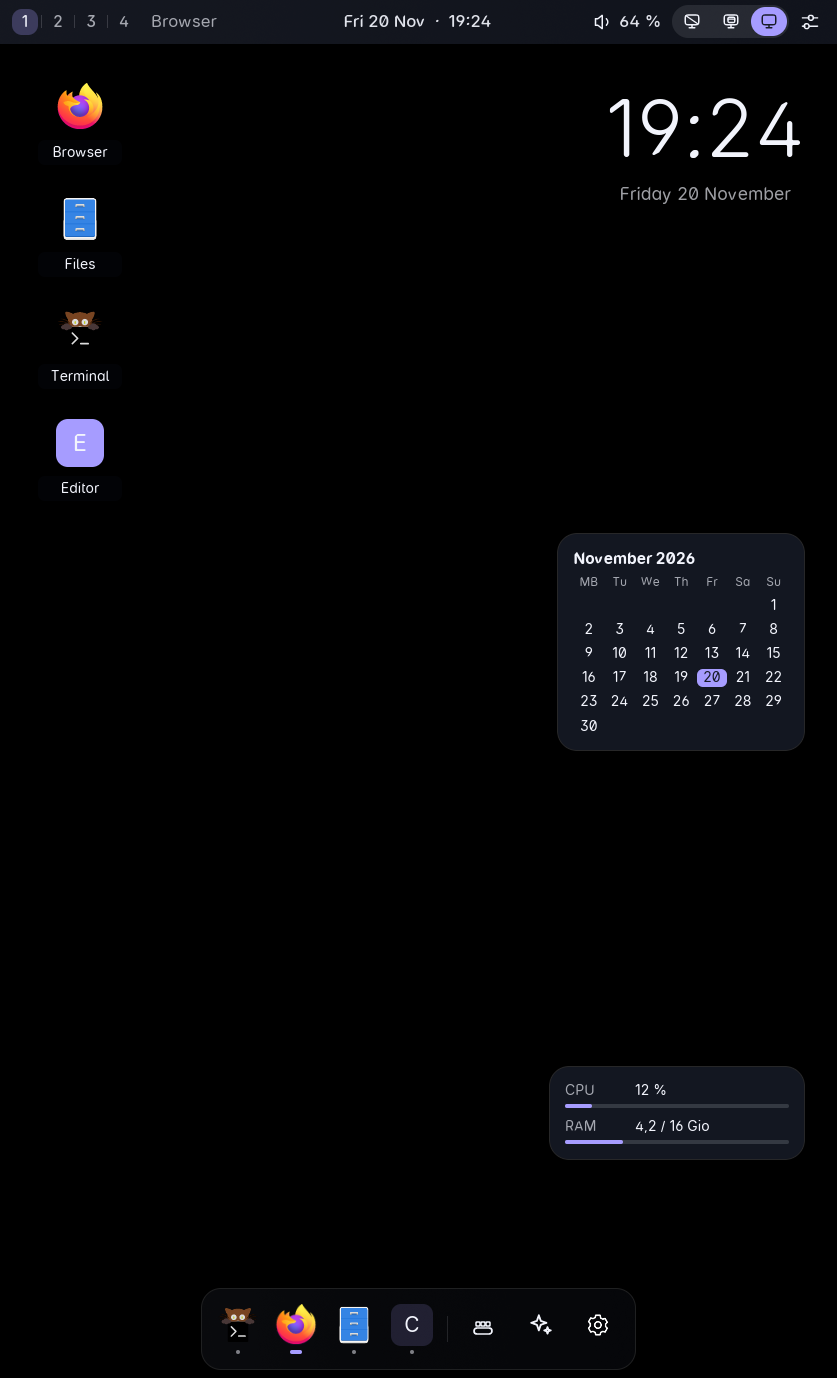 1 2 3 4 Browser Fri 20 Nov · 19:24 64 %
Browser
Files
Terminal
E
Editor
19:24
Friday 20 November
November 2026
MB Tu We Th Fr Sa Su
1
2 3 4 5 6 7 8
9 10 11 12 13 14 15
16 17 18 19 20 21 22
23 24 25 26 27 28 29
30
CPU 12 %
RAM 4,2 / 16 Gio
C